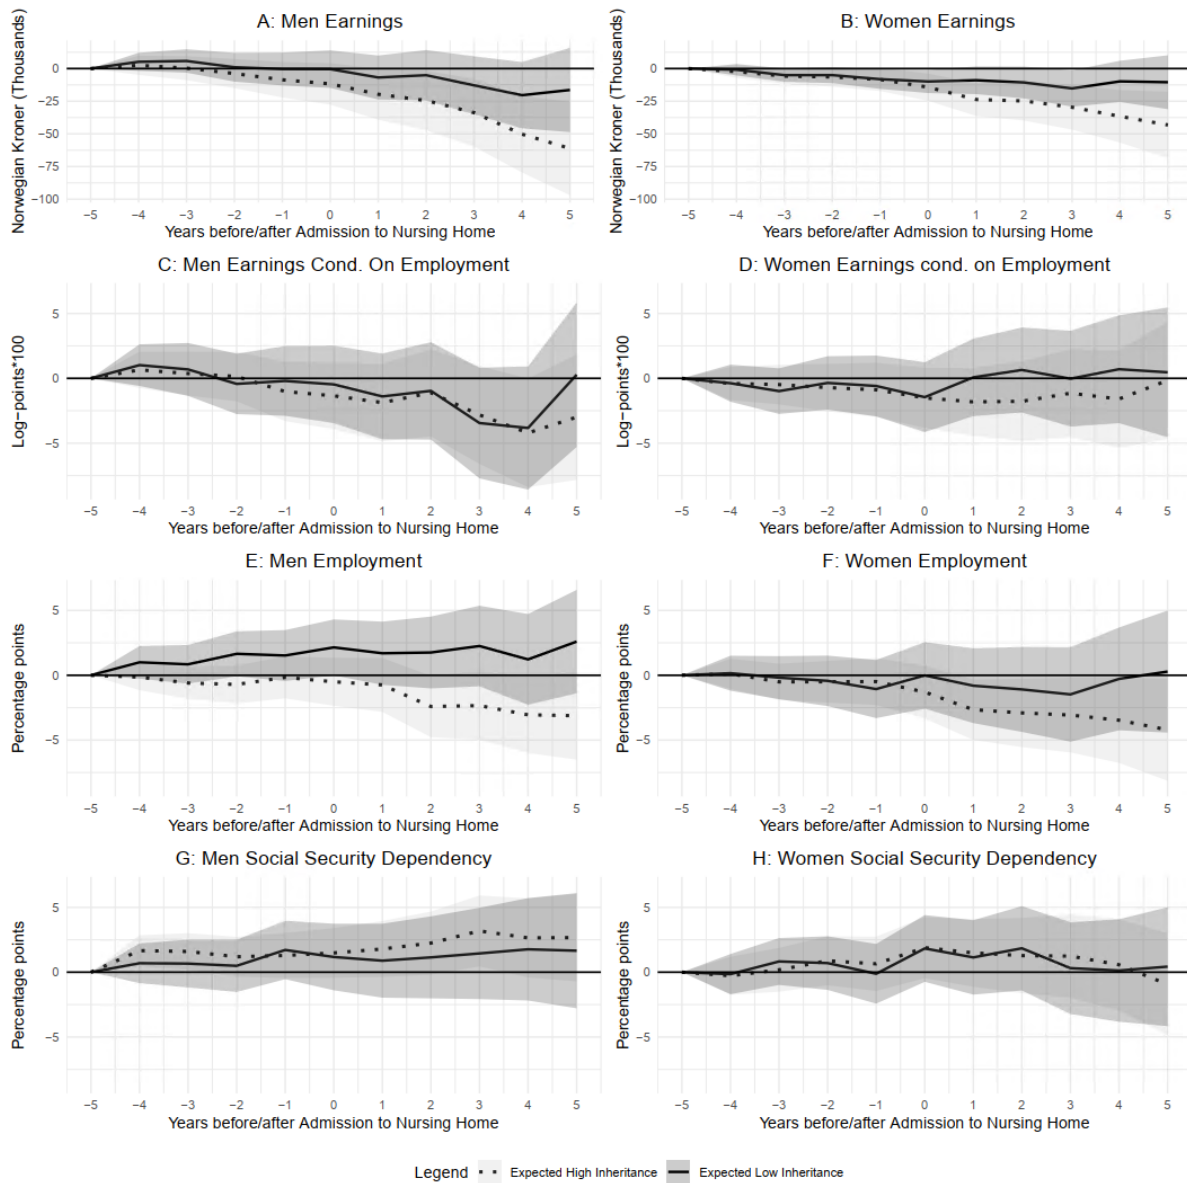 A: Men Earnings
Norwegian Kroner (Thousands)
0
−25
−50
−75
−100
−5 −4 −3 −2 −1 0 1 2 3 4 5
Years before/after Admission to Nursing Home
B: Women Earnings
Norwegian Kroner (Thousands)
0
−25
−50
−75
−100
−5 −4 −3 −2 −1 0 1 2 3 4 5
Years before/after Admission to Nursing Home
C: Men Earnings Cond. On Employment
Log−points*100
5
0
−5
−5 −4 −3 −2 −1 0 1 2 3 4 5
Years before/after Admission to Nursing Home
D: Women Earnings cond. on Employment
Log−points*100
5
0
−5
−5 −4 −3 −2 −1 0 1 2 3 4 5
Years before/after Admission to Nursing Home
E: Men Employment
Percentage points
5
0
−5
−5 −4 −3 −2 −1 0 1 2 3 4 5
Years before/after Admission to Nursing Home
F: Women Employment
Percentage points
5
0
−5
−5 −4 −3 −2 −1 0 1 2 3 4 5
Years before/after Admission to Nursing Home
G: Men Social Security Dependency
Percentage points
5
0
−5
−5 −4 −3 −2 −1 0 1 2 3 4 5
Years before/after Admission to Nursing Home
H: Women Social Security Dependency
Percentage points
5
0
−5
−5 −4 −3 −2 −1 0 1 2 3 4 5
Years before/after Admission to Nursing Home
Legend Expected High Inheritance Expected Low Inheritance